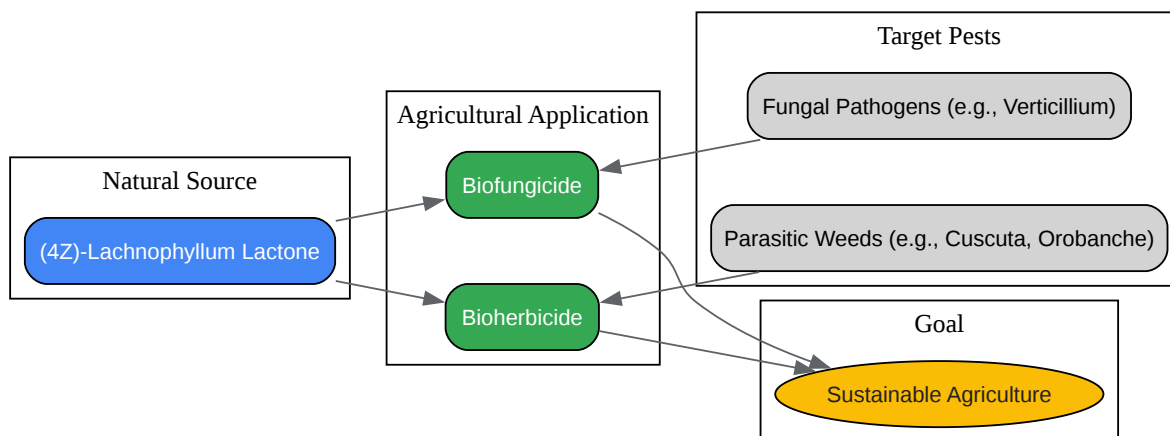 Natural Source
(4Z)-Lachnophyllum Lactone
Agricultural Application
Biofungicide
Bioherbicide
Target Pests
Fungal Pathogens (e.g., Verticillium)
Parasitic Weeds (e.g., Cuscuta, Orobanche)
Goal
Sustainable Agriculture